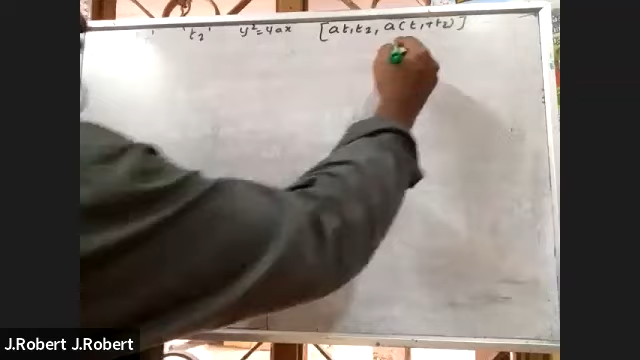 't₂' y² = 4ax [at₁t₂, a(t₁+t₂)]
J.Robert J.Robert